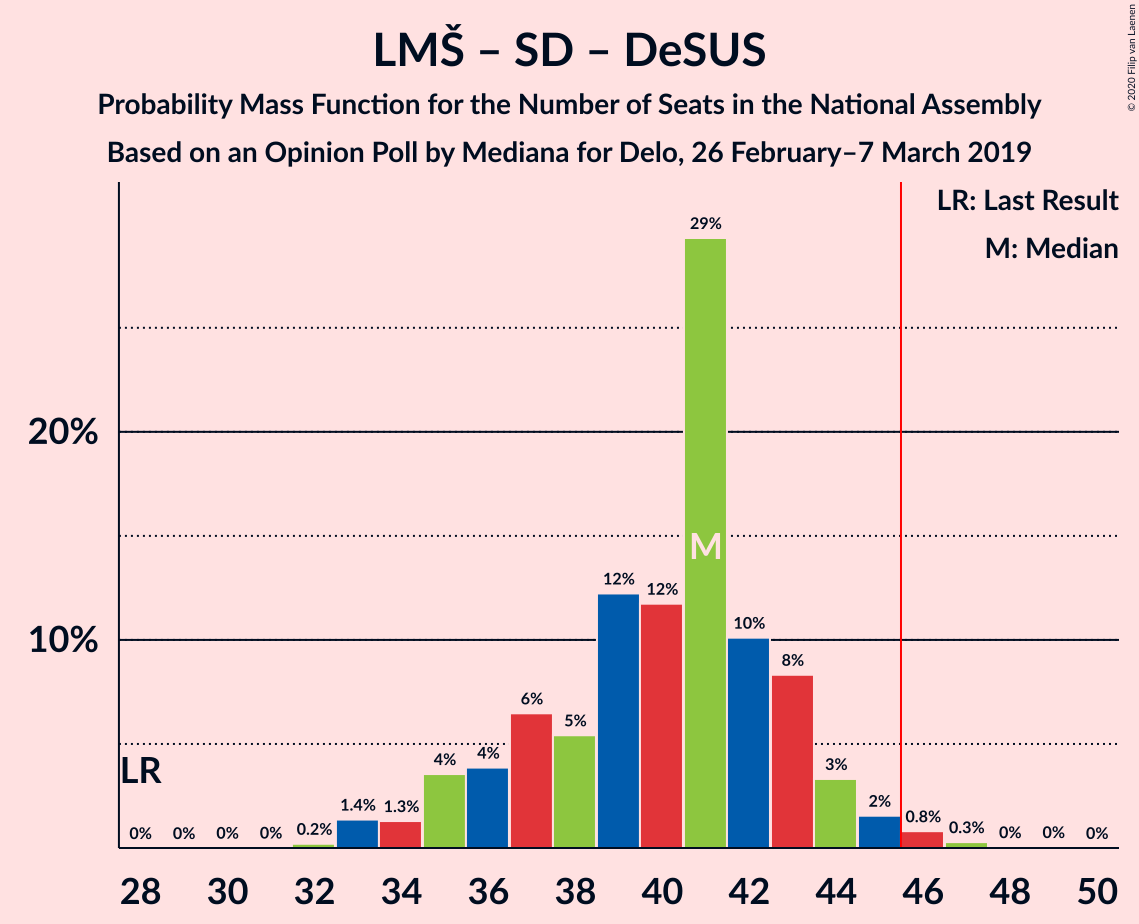 LMŠ – SD – DeSUS
Probability Mass Function for the Number of Seats in the National Assembly
Based on an Opinion Poll by Mediana for Delo, 26 February–7 March 2019
© 2020 Filip van Laenen
LR: Last Result
M: Median
29%
20%
M
12% 12%
10%
10%
8%
6%
5%
4% 4%
3%
LR
1.4% 1.3%
2%
0% 0% 0% 0% 0.2%
0.8% 0.3% 0% 0% 0%
28 30 32 34 36 38 40 42 44 46 48 50